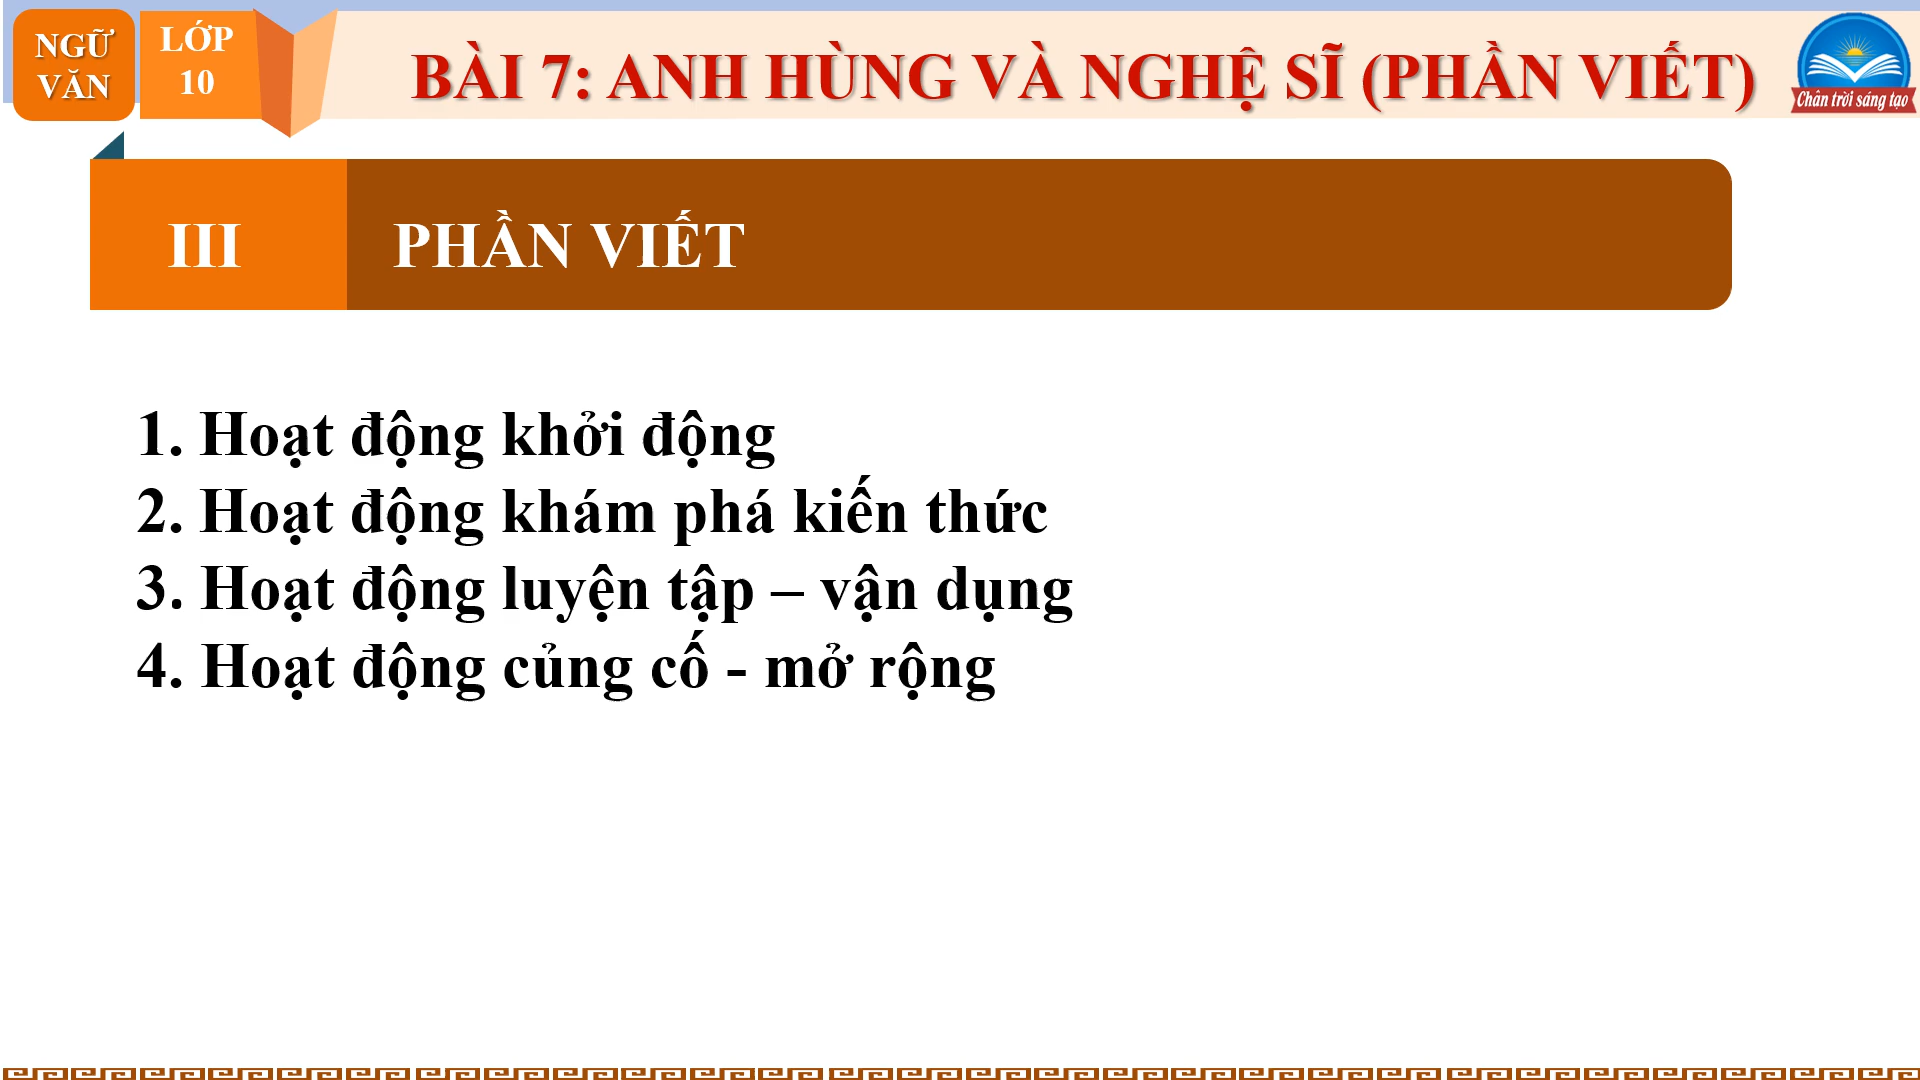 NGỮ
VĂN
LỚP
10
BÀI 7: ANH HÙNG VÀ NGHỆ SĨ (PHẦN VIẾT)
Chân trời sáng tạo
III
PHẦN VIẾT
1. Hoạt động khởi động
2. Hoạt động khám phá kiến thức
3. Hoạt động luyện tập – vận dụng
4. Hoạt động củng cố - mở rộng